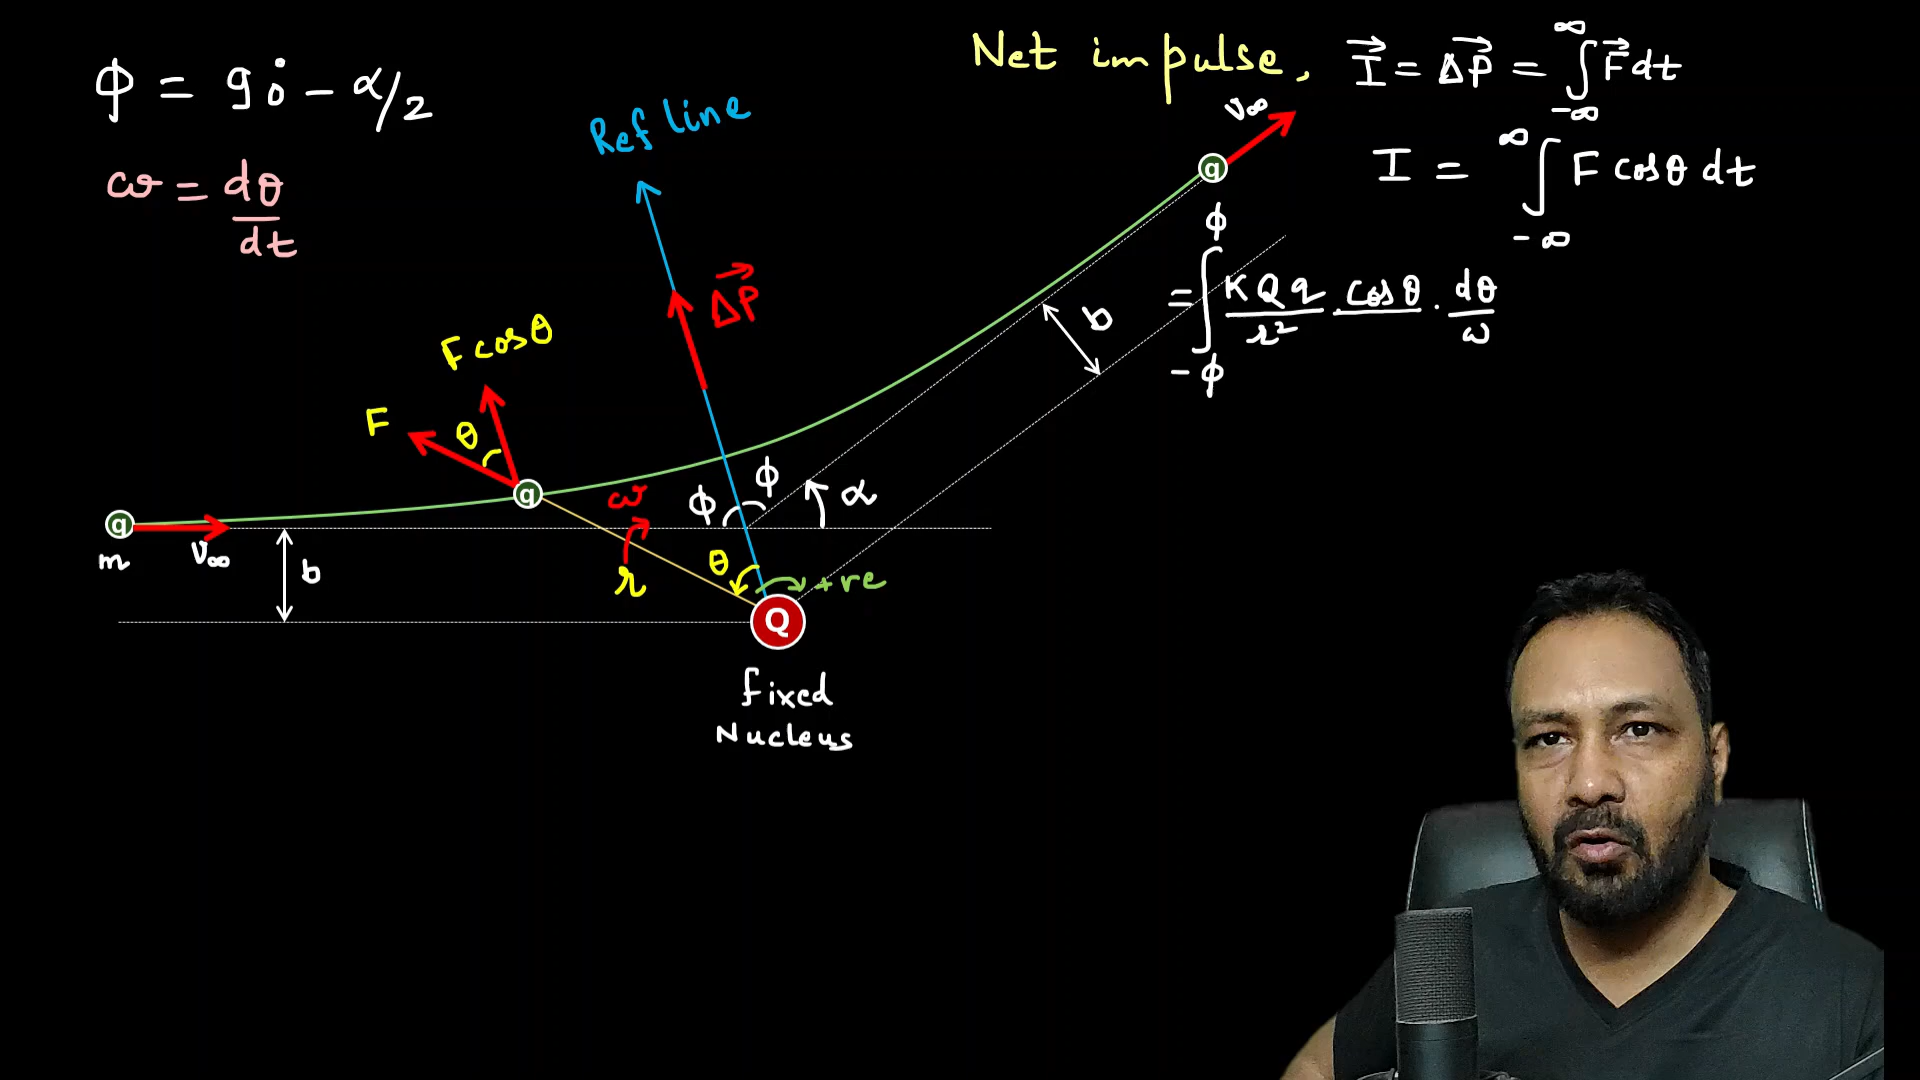 ϕ = 90° - α/2
ω = dθ/dt
Net impulse, I⃗ = ΔP⃗ = ∫_{-∞}^{∞} F⃗ dt
I = ∫_{-∞}^{∞} F cosθ dt
= ∫_{-ϕ}^{ϕ} KQq/r² . cosθ . dθ/ω
Ref line
V∞
q
ΔP⃗
b
F cosθ
F
θ
q
ϕ
ϕ
α
ω
q
m
V∞
b
r
θ
+ve
Q
fixed
Nucleus